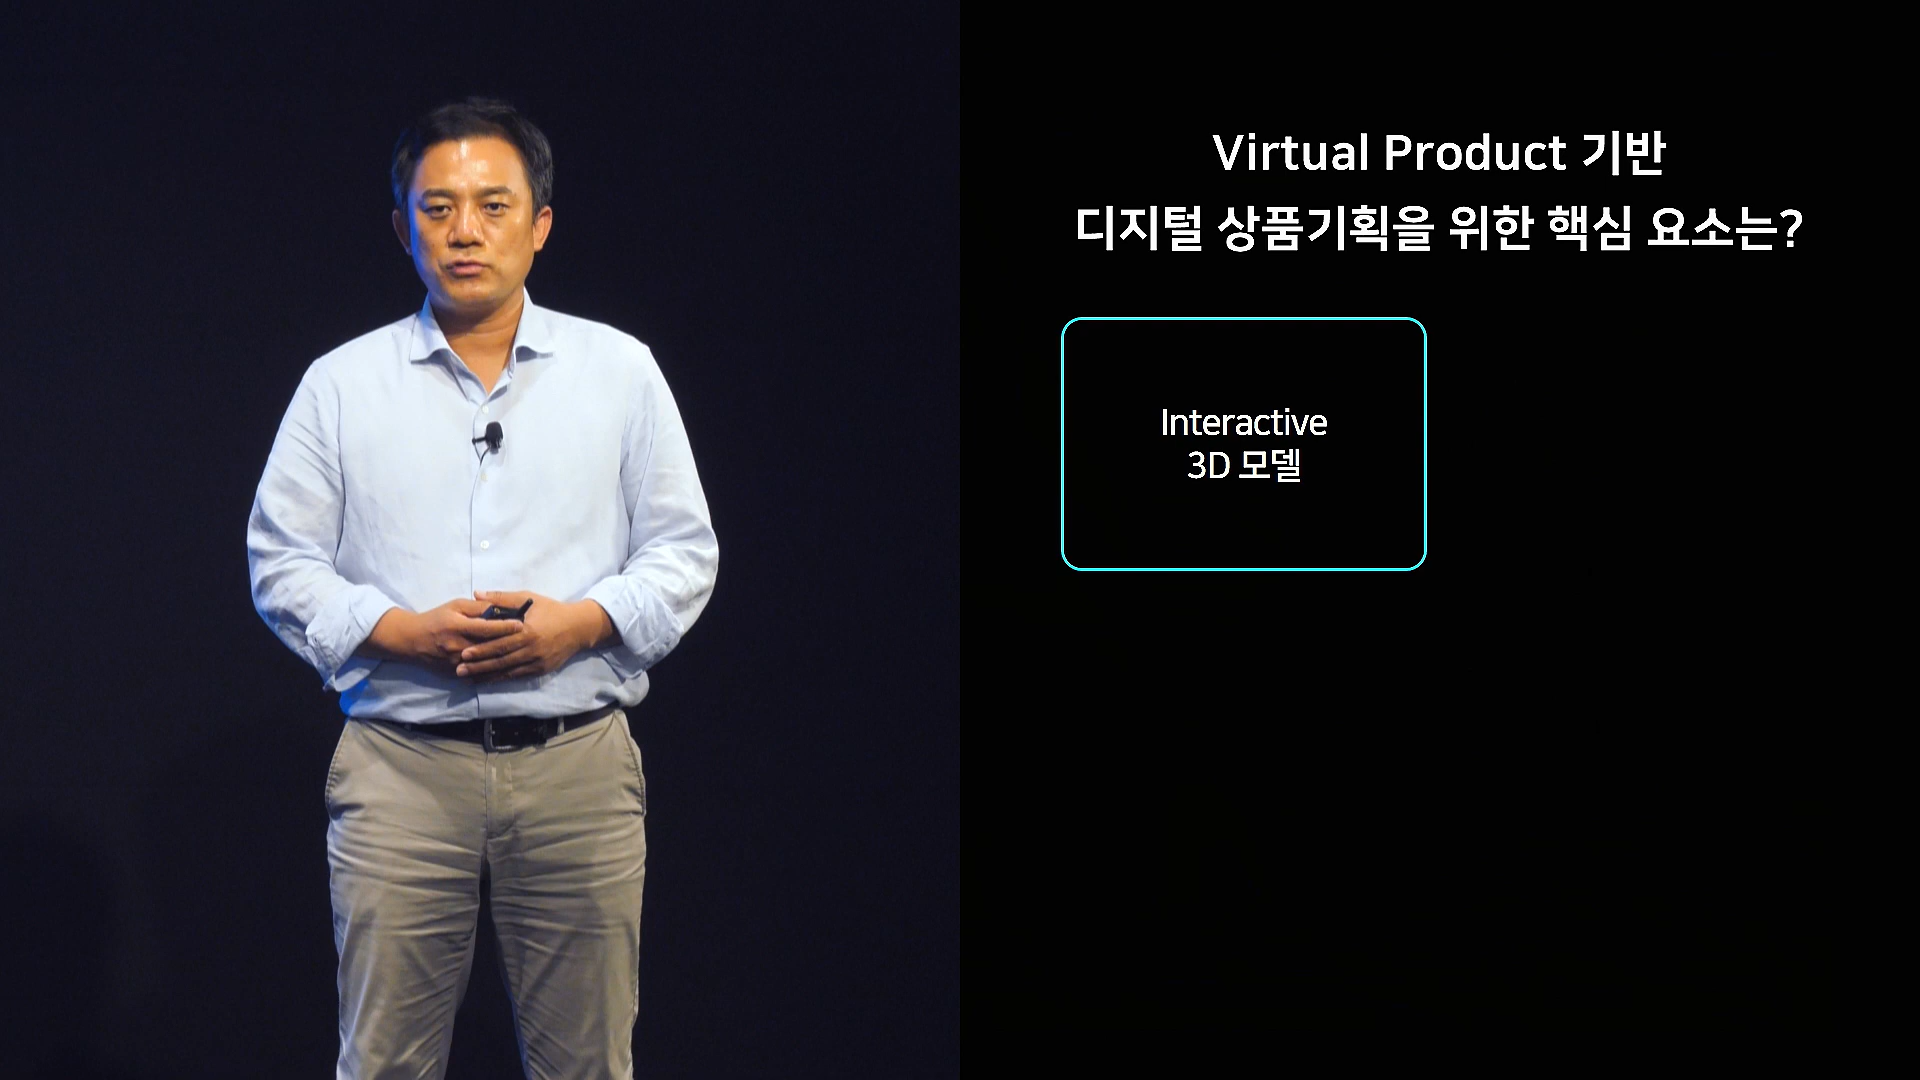 Virtual Product 기반
디지털 상품기획을 위한 핵심 요소는?
Interactive
3D 모델